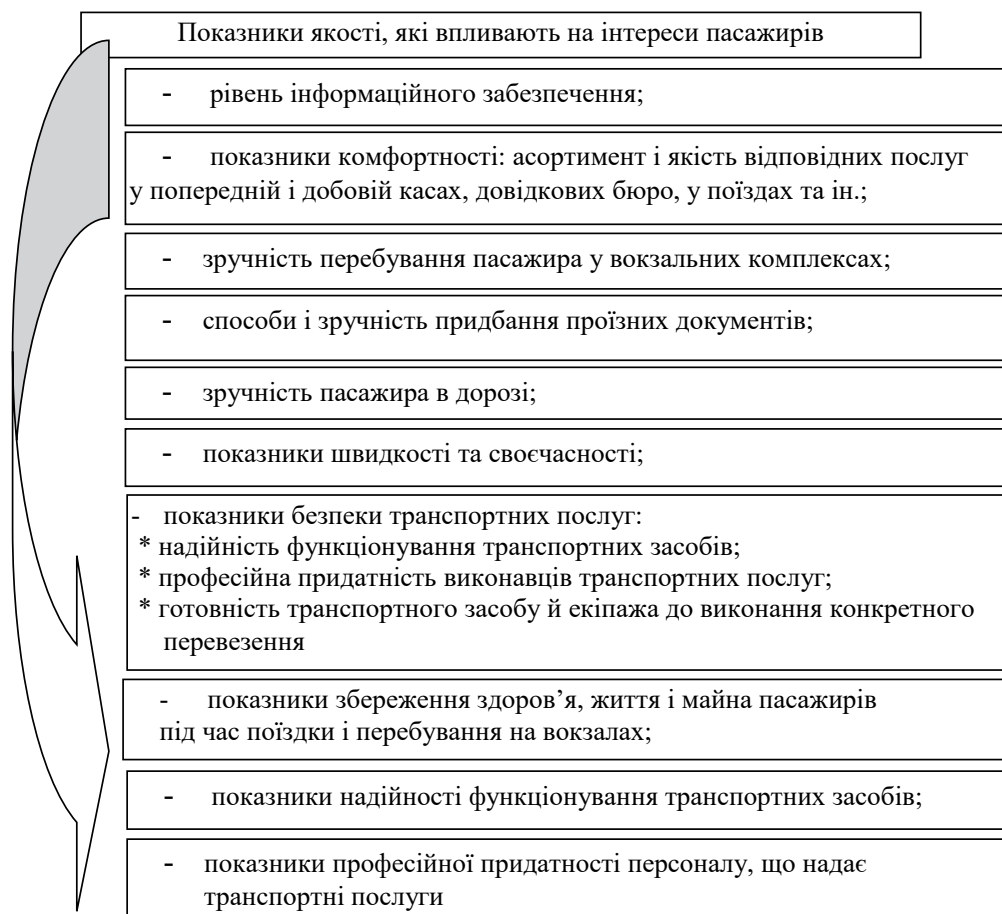 Показники якості, які впливають на інтереси пасажирів
- рівень інформаційного забезпечення;
- показники комфортності: асортимент і якість відповідних послуг
у попередній і добовій касах, довідкових бюро, у поїздах та ін.;
- зручність перебування пасажира у вокзальних комплексах;
- способи і зручність придбання проїзних документів;
- зручність пасажира в дорозі;
- показники швидкості та своєчасності;
- показники безпеки транспортних послуг:
* надійність функціонування транспортних засобів;
* професійна придатність виконавців транспортних послуг;
* готовність транспортного засобу й екіпажа до виконання конкретного
перевезення
- показники збереження здоров’я, життя і майна пасажирів
під час поїздки і перебування на вокзалах;
- показники надійності функціонування транспортних засобів;
- показники професійної придатності персоналу, що надає
транспортні послуги